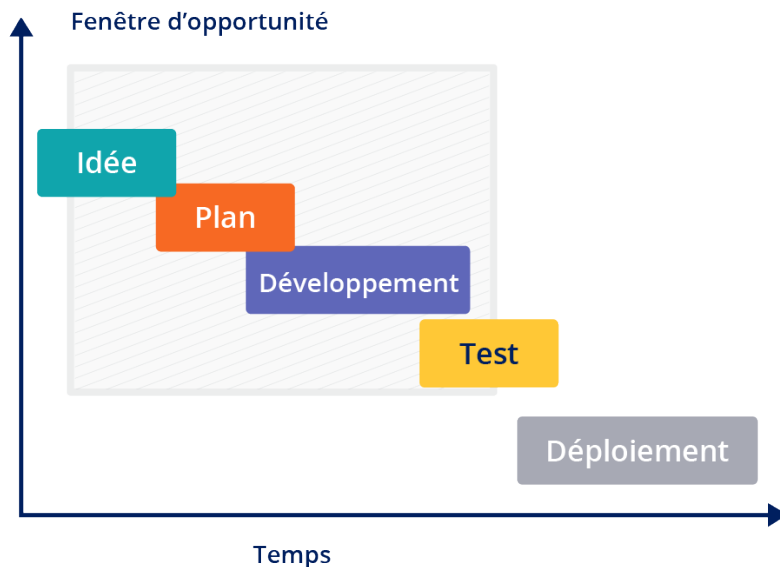 Fenêtre d’opportunité
Idée
Plan
Développement
Test
Déploiement
Temps